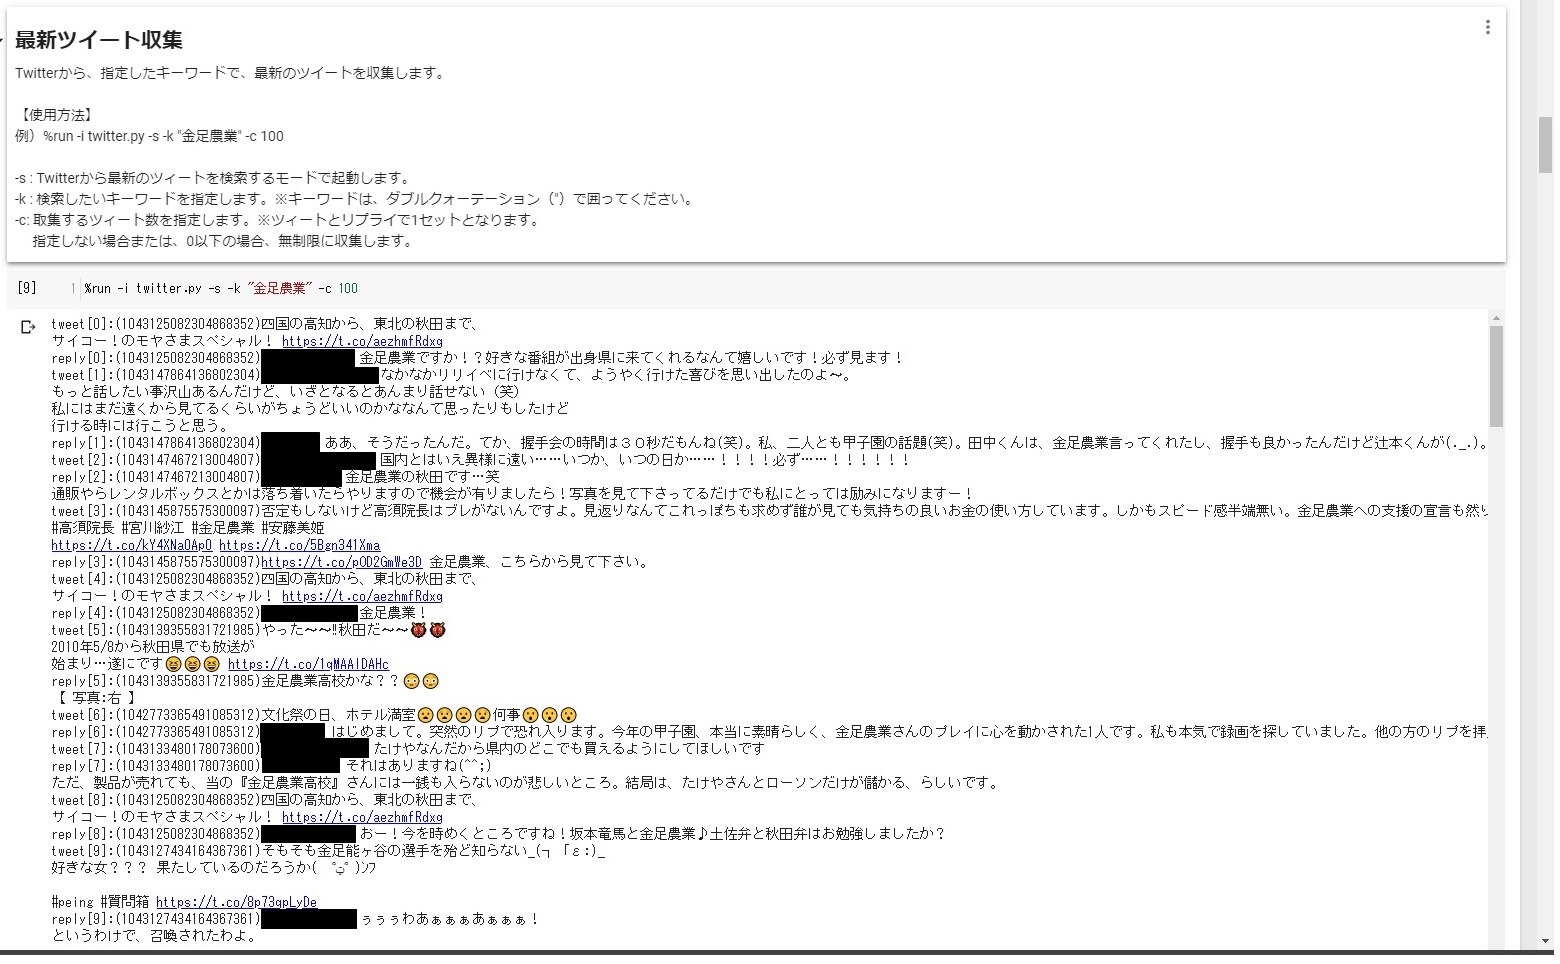 最新ツイート収集
Twitterから、指定したキーワードで、最新のツイートを収集します。
【使用方法】
例）%run -i twitter.py -s -k "金足農業" -c 100
-s : Twitterから最新のツィートを検索するモードで起動します。
-k : 検索したいキーワードを指定します。※キーワードは、ダブルクォーテーション（"）で囲ってください。
-c: 取集するツィート数を指定します。※ツィートとリプライで1セットとなります。
指定しない場合または、0以下の場合、無制限に収集します。
[9] 1 %run -i twitter.py -s -k "金足農業" -c 100
tweet[0]:(1043125082304868352)四国の高知から、東北の秋田まで、
サイコー！のモヤさまスペシャル！ https://t.co/aezhmfRdxq
reply[0]:(1043125082304868352) 金足農業ですか！？好きな番組が出身県に来てくれるなんて嬉しいです！必ず見ます！
tweet[1]:(1043147864136802304) なかなかリリイベに行けなくて、ようやく行けた喜びを思い出したのよ～。
もっと話したい事沢山あるんだけど、いざとなるとあんまり話せない（笑）
私にはまだ遠くから見てるくらいがちょうどいいのかななんて思ったりもしたけど
行ける時には行こうと思う。
reply[1]:(1043147864136802304) ああ、そうだったんだ。てか、握手会の時間は３０秒だもんね(笑)。私、二人とも甲子園の話題(笑)。田中くんは、金足農業言ってくれたし、握手も良かったんだけど辻本くんが(._.)。
tweet[2]:(1043147467213004807) 国内とはいえ異様に遠い……いつか、いつの日か……！！！！必ず……！！！！！！
reply[2]:(1043147467213004807) 金足農業の秋田です…笑
通販やらレンタルボックスとかは落ち着いたらやりますので機会が有りましたら！写真を見て下さってるだけでも私にとっては励みになりますー！
tweet[3]:(1043145875575300097)否定もしないけど高須院長はブレがないんですよ。見返りなんてこれっぽちも求めず誰が見ても気持ちの良いお金の使い方しています。しかもスピード感半端無い。金足農業への支援の宣言も然り
#高須院長 #宮川紗江 #金足農業 #安藤美姫
https://t.co/kY4XNaOApO https://t.co/5Bgn341Xma
reply[3]:(1043145875575300097)https://t.co/pOD2GmWe3D 金足農業、こちらから見て下さい。
tweet[4]:(1043125082304868352)四国の高知から、東北の秋田まで、
サイコー！のモヤさまスペシャル！ https://t.co/aezhmfRdxq
reply[4]:(1043125082304868352) 金足農業！
tweet[5]:(1043139355831721985)やった～～‼秋田だ～～👹👹
2010年5/8から秋田県でも放送が
始まり…遂にです😆😆😆 https://t.co/1qMAAIDAHc
reply[5]:(1043139355831721985)金足農業高校かな？？😳😳
【 写真:右 】
tweet[6]:(1042773365491085312)文化祭の日、ホテル満室😧😧😧😧何事😮😮😮
reply[6]:(1042773365491085312) はじめまして。突然のリプで恐れ入ります。今年の甲子園、本当に素晴らしく、金足農業さんのプレイに心を動かされた1人です。私も本気で録画を探していました。他の方のリプを拝
tweet[7]:(1043133480178073600) たけやなんだから県内のどこでも買えるようにしてほしいです
reply[7]:(1043133480178073600) それはありますね(^^;)
ただ、製品が売れても、当の『金足農業高校』さんには一銭も入らないのが悲しいところ。結局は、たけやさんとローソンだけが儲かる、らしいです。
tweet[8]:(1043125082304868352)四国の高知から、東北の秋田まで、
サイコー！のモヤさまスペシャル！ https://t.co/aezhmfRdxq
reply[8]:(1043125082304868352) おー！今を時めくところですね！坂本竜馬と金足農業♪土佐弁と秋田弁はお勉強しましたか？
tweet[9]:(1043127434164367361)そもそも金足能ヶ谷の選手を殆ど知らない_(┐「ε:)_
好きな女？？？ 果たしているのだろうか( ﾟُﾟ )ﾝﾌ
#peing #質問箱 https://t.co/8p73qpLyDe
reply[9]:(1043127434164367361) ぅぅぅわあぁぁぁあぁぁぁ！
というわけで、召喚されたわよ。